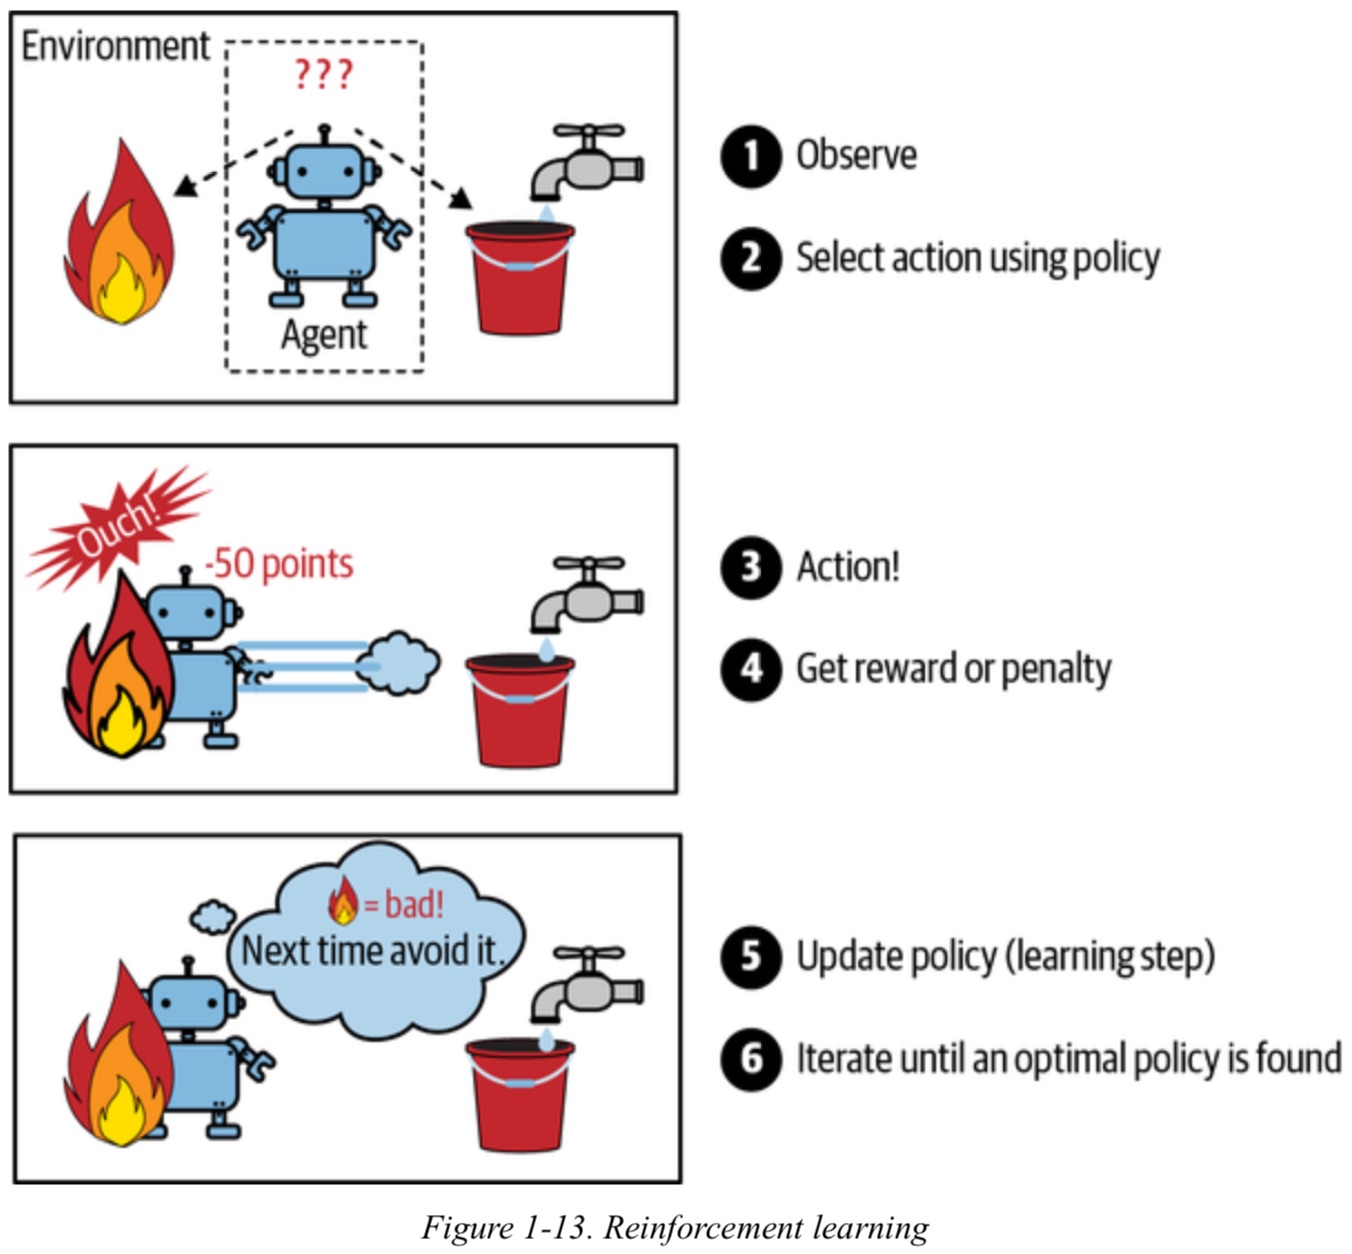 Environment
???
Agent
1 Observe
2 Select action using policy
Ouch!
-50 points
3 Action!
4 Get reward or penalty
= bad!
Next time avoid it.
5 Update policy (learning step)
6 Iterate until an optimal policy is found
Figure 1-13. Reinforcement learning